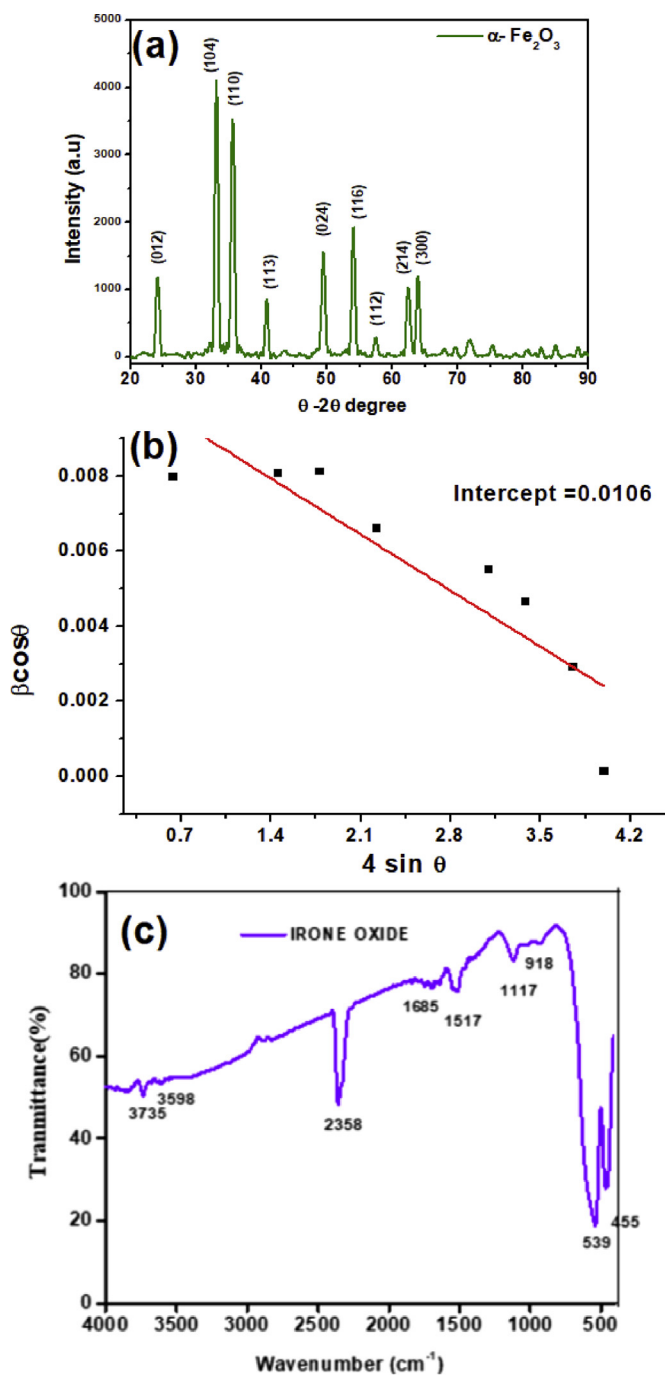 (a)
α- Fe₂O₃
5000
4000
3000
2000
1000
0
Intensity (a.u)
(012)
(104)
(110)
(113)
(024)
(116)
(112)
(214)
(300)
20 30 40 50 60 70 80 90
θ -2θ degree
(b)
Intercept =0.0106
0.008
0.006
0.004
0.002
0.000
βcosθ
0.7 1.4 2.1 2.8 3.5 4.2
4 sin θ
(c)
IRONE OXIDE
100
80
60
40
20
0
Tranmittance(%)
3735
3598
2358
1685
1517
1117
918
539
455
4000 3500 3000 2500 2000 1500 1000 500
Wavenumber (cm⁻¹)